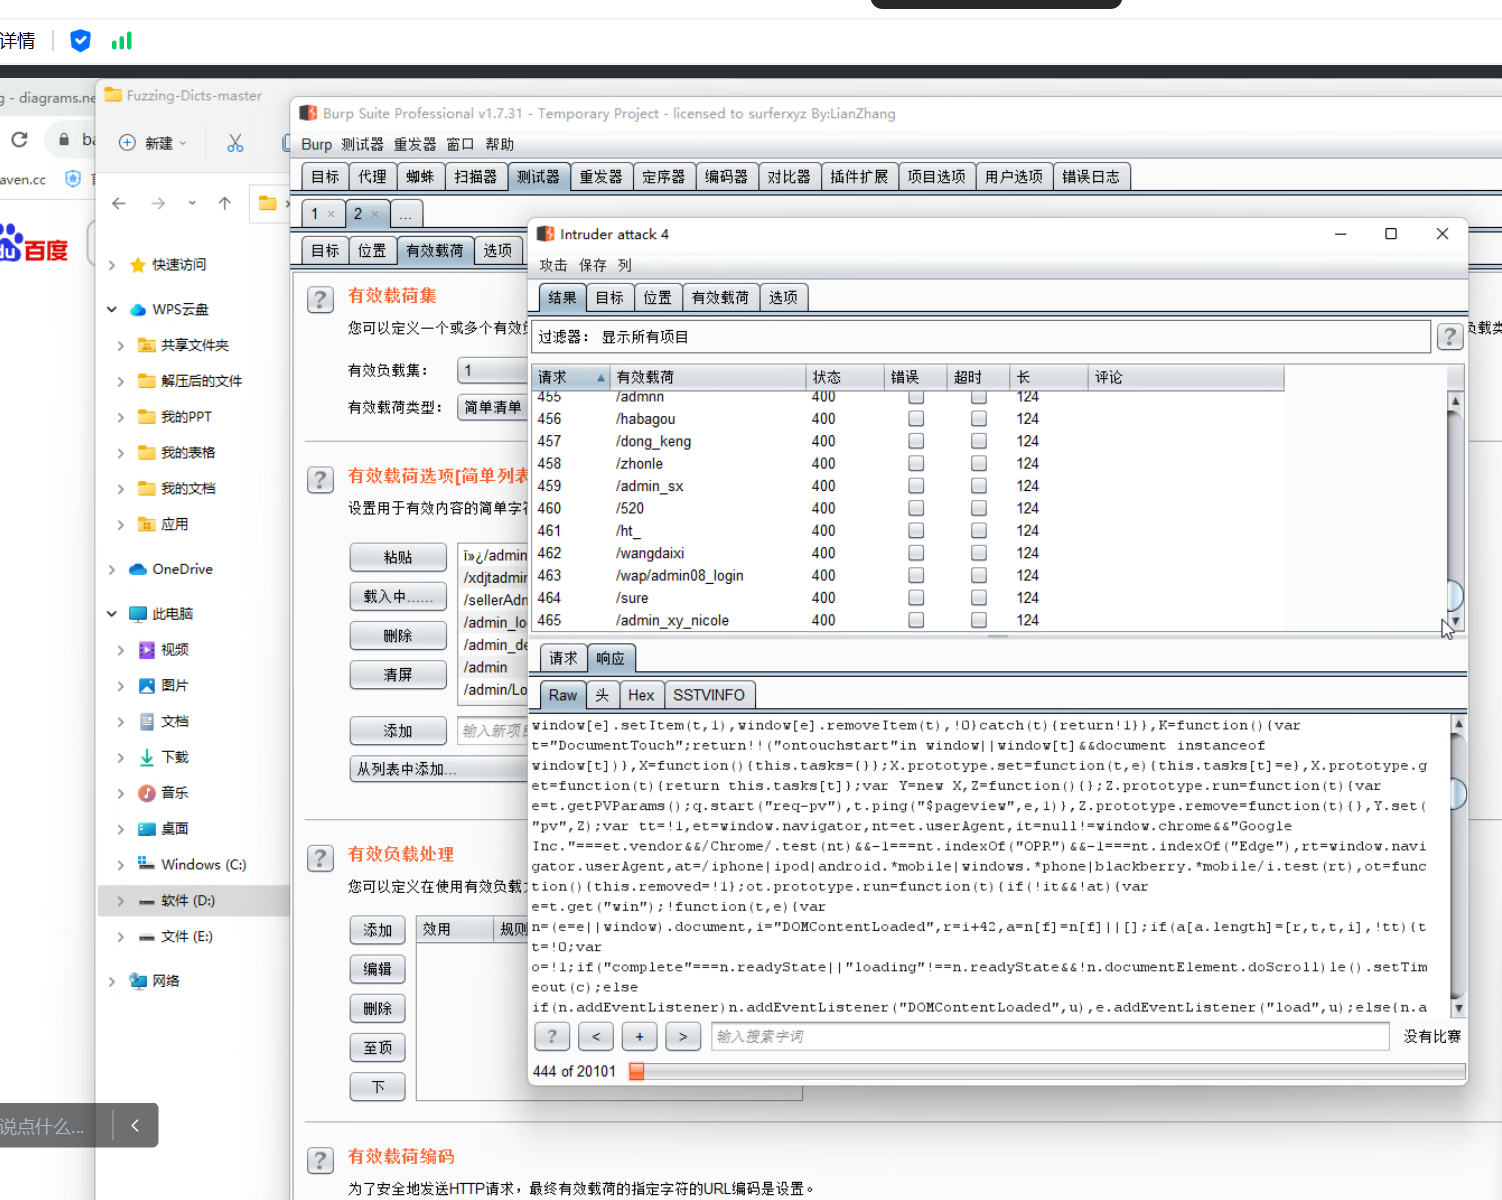 详情
g - diagrams.ne
Fuzzing-Dicts-master
Burp Suite Professional v1.7.31 - Temporary Project - licensed to surferxyz By:LianZhang
ba
新建
Burp 测试器 重发器 窗口 帮助
aven.cc
目标 代理 蜘蛛 扫描器 测试器 重发器 定序器 编码器 对比器 插件扩展 项目选项 用户选项 错误日志
1 × 2 × ...
du 百度
目标 位置 有效载荷 选项
Intruder attack 4
攻击 保存 列
结果 目标 位置 有效载荷 选项
过滤器： 显示所有项目
?
快速访问
WPS云盘
共享文件夹
解压后的文件
我的PPT
我的表格
我的文档
应用
OneDrive
此电脑
视频
图片
文档
下载
音乐
桌面
Windows (C:)
软件 (D:)
文件 (E:)
网络
说点什么...
? 有效载荷集
您可以定义一个或多个有效负
负载类
有效负载集： 1
有效载荷类型： 简单清单
? 有效载荷选项[简单列表
设置用于有效内容的简单字符
粘贴
载入中......
删除
清屏
添加
ï»¿/admin
/xdjtadmin
/sellerAdn
/admin_lo
/admin_de
/admin
/admin/Lo
输入新项目
从列表中添加...
? 有效负载处理
您可以定义在使用有效负载
添加
编辑
删除
至顶
下
效用 规则
? 有效载荷编码
为了安全地发送HTTP请求，最终有效载荷的指定字符的URL编码是设置。
请求 有效载荷 状态 错误 超时 长 评论
455 /admnn 400 124
456 /habagou 400 124
457 /dong_keng 400 124
458 /zhonle 400 124
459 /admin_sx 400 124
460 /520 400 124
461 /ht_ 400 124
462 /wangdaixi 400 124
463 /wap/admin08_login 400 124
464 /sure 400 124
465 /admin_xy_nicole 400 124
请求 响应
Raw 头 Hex SSTVINFO
window[e].setItem(t,1),window[e].removeItem(t),!0}catch(t){return!1}},K=function(){var
t="DocumentTouch";return!!("ontouchstart"in window||window[t]&&document instanceof
window[t])},X=function(){this.tasks={}};X.prototype.set=function(t,e){this.tasks[t]=e},X.prototype.g
et=function(t){return this.tasks[t]};var Y=new X,Z=function(){};Z.prototype.run=function(t){var
e=t.getPVParams();q.start("req-pv"),t.ping("$pageview",e,1)},Z.prototype.remove=function(t){},Y.set(
"pv",Z);var tt=!1,et=window.navigator,nt=et.userAgent,it=null!=window.chrome&&"Google
Inc."===et.vendor&&/Chrome/.test(nt)&&-1===nt.indexOf("OPR")&&-1===nt.indexOf("Edge"),rt=window.navi
gator.userAgent,at=/iphone|ipod|android.*mobile|windows.*phone|blackberry.*mobile/i.test(rt),ot=func
tion(){this.removed=!1};ot.prototype.run=function(t){if(!it&&!at){var
e=t.get("win");!function(t,e){var
n=(e=e||window).document,i="DOMContentLoaded",r=i+42,a=n[f]=n[f]||[];if(a[a.length]=[r,t,t,i],!tt){t
t=!0;var
o=!1;if("complete"===n.readyState||"loading"!==n.readyState&&!n.documentElement.doScroll)le().setTim
eout(c);else
if(n.addEventListener)n.addEventListener("DOMContentLoaded",u),e.addEventListener("load",u);else{n.a
? < + > 输入搜索字词 没有比赛
444 of 20101